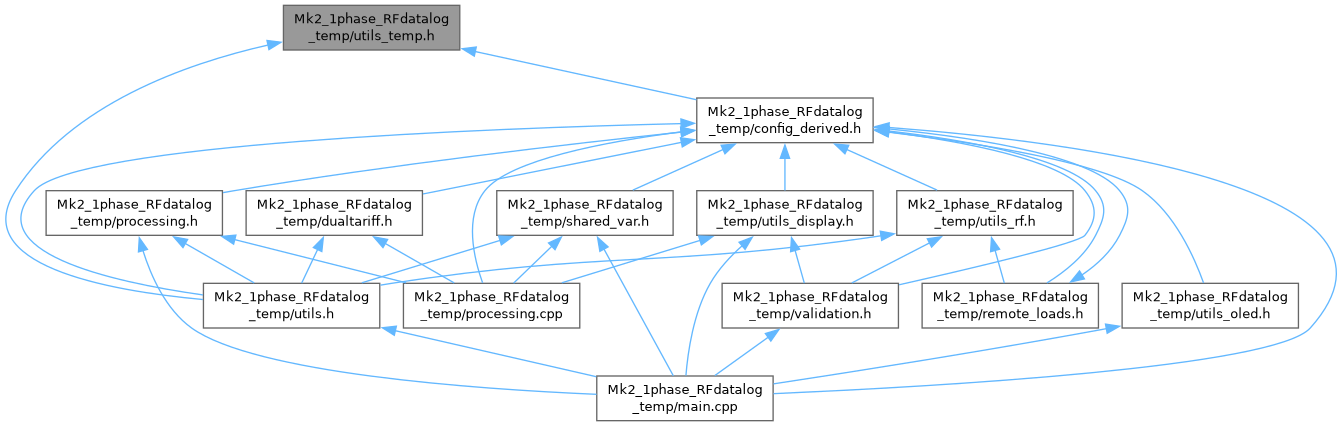 Mk2_1phase_RFdatalog
_temp/utils_temp.h
Mk2_1phase_RFdatalog
_temp/config_derived.h
Mk2_1phase_RFdatalog
_temp/processing.h
Mk2_1phase_RFdatalog
_temp/dualtariff.h
Mk2_1phase_RFdatalog
_temp/shared_var.h
Mk2_1phase_RFdatalog
_temp/utils_display.h
Mk2_1phase_RFdatalog
_temp/utils_rf.h
Mk2_1phase_RFdatalog
_temp/utils.h
Mk2_1phase_RFdatalog
_temp/processing.cpp
Mk2_1phase_RFdatalog
_temp/validation.h
Mk2_1phase_RFdatalog
_temp/remote_loads.h
Mk2_1phase_RFdatalog
_temp/utils_oled.h
Mk2_1phase_RFdatalog
_temp/main.cpp